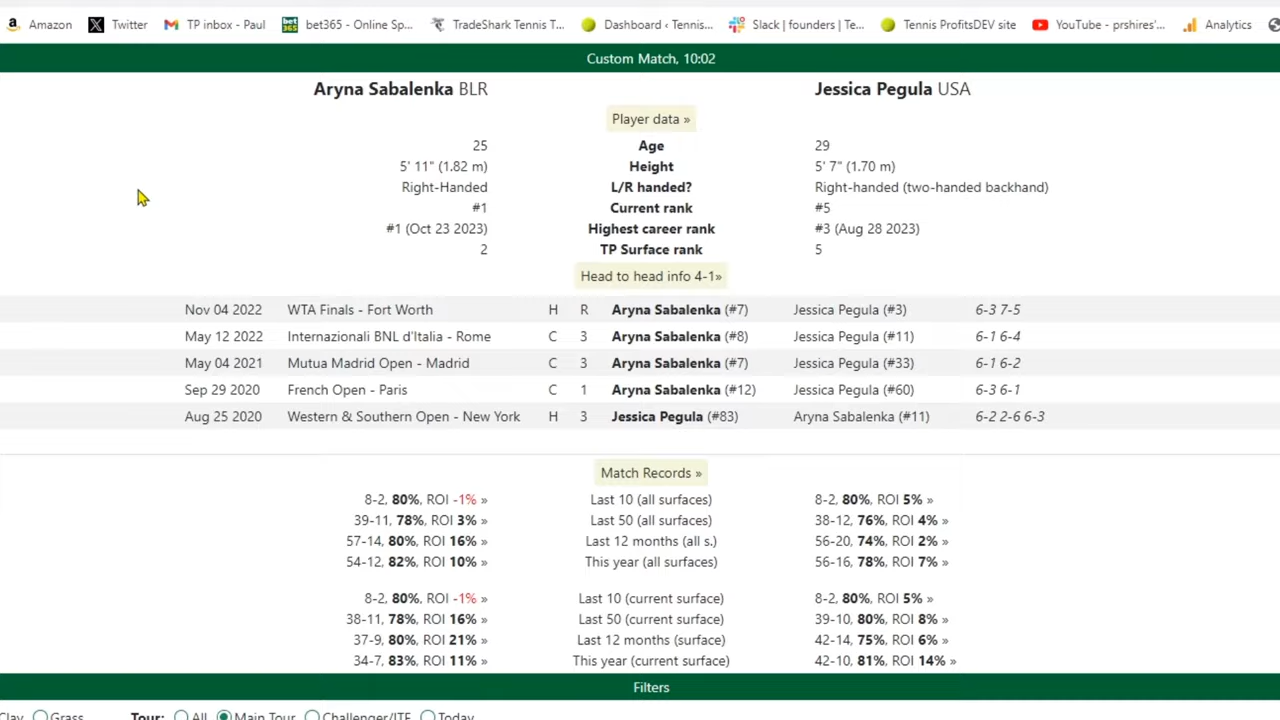 Amazon Twitter TP inbox - Paul bet365 - Online Sp... TradeShark Tennis T... Dashboard ‹ Tennis... Slack | founders | Te... Tennis ProfitsDEV site YouTube - prshires'... Analytics
Custom Match, 10:02
Aryna Sabalenka BLR Jessica Pegula USA
Player data »
25 Age 29
5' 11" (1.82 m) Height 5' 7" (1.70 m)
Right-Handed L/R handed? Right-handed (two-handed backhand)
#1 Current rank #5
#1 (Oct 23 2023) Highest career rank #3 (Aug 28 2023)
2 TP Surface rank 5
Head to head info 4-1»
Nov 04 2022 WTA Finals - Fort Worth H R Aryna Sabalenka (#7) Jessica Pegula (#3) 6-3 7-5
May 12 2022 Internazionali BNL d'Italia - Rome C 3 Aryna Sabalenka (#8) Jessica Pegula (#11) 6-1 6-4
May 04 2021 Mutua Madrid Open - Madrid C 3 Aryna Sabalenka (#7) Jessica Pegula (#33) 6-1 6-2
Sep 29 2020 French Open - Paris C 1 Aryna Sabalenka (#12) Jessica Pegula (#60) 6-3 6-1
Aug 25 2020 Western & Southern Open - New York H 3 Jessica Pegula (#83) Aryna Sabalenka (#11) 6-2 2-6 6-3
Match Records »
8-2, 80%, ROI -1% » Last 10 (all surfaces) 8-2, 80%, ROI 5% »
39-11, 78%, ROI 3% » Last 50 (all surfaces) 38-12, 76%, ROI 4% »
57-14, 80%, ROI 16% » Last 12 months (all s.) 56-20, 74%, ROI 2% »
54-12, 82%, ROI 10% » This year (all surfaces) 56-16, 78%, ROI 7% »
8-2, 80%, ROI -1% » Last 10 (current surface) 8-2, 80%, ROI 5% »
38-11, 78%, ROI 16% » Last 50 (current surface) 39-10, 80%, ROI 8% »
37-9, 80%, ROI 21% » Last 12 months (surface) 42-14, 75%, ROI 6% »
34-7, 83%, ROI 11% » This year (current surface) 42-10, 81%, ROI 14% »
Filters
Clay Grass Tour: All Main Tour Challenger/ITF Today